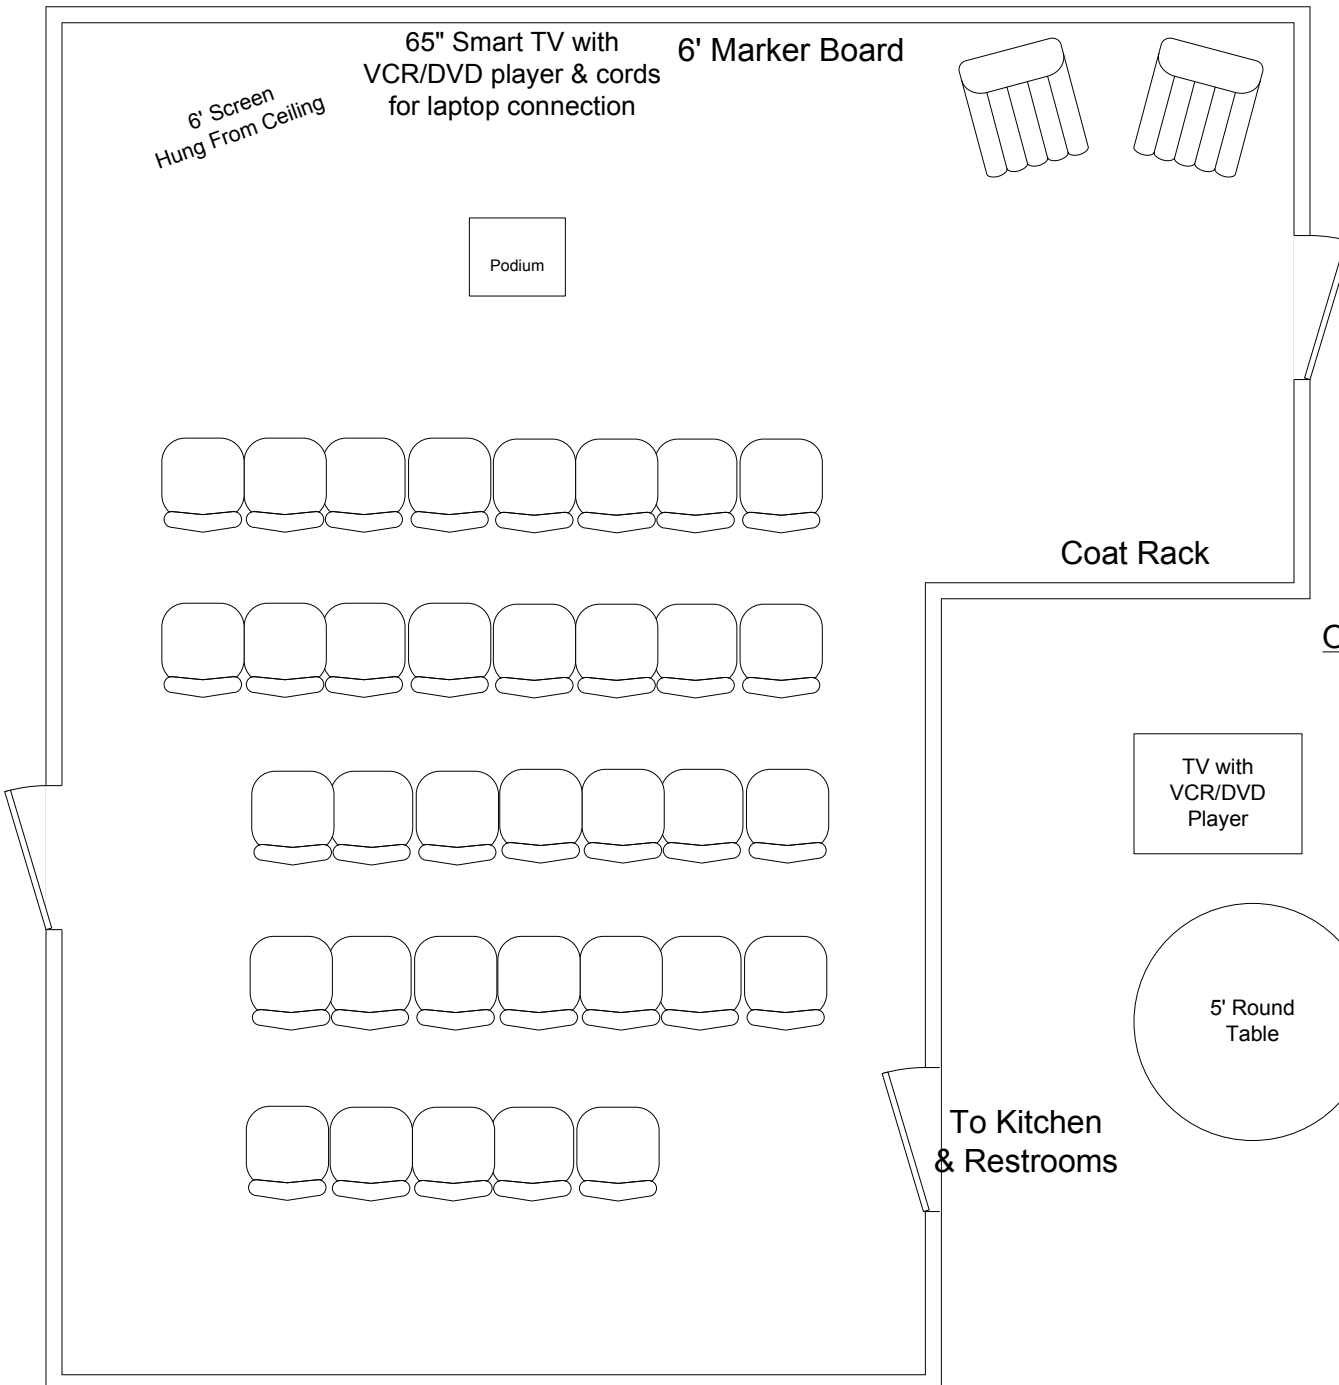 65" Smart TV with
VCR/DVD player & cords
for laptop connection
6' Marker Board
6' Screen
Hung From Ceiling
Podium
Coat Rack
TV with
VCR/DVD
Player
5' Round
Table
To Kitchen
& Restrooms